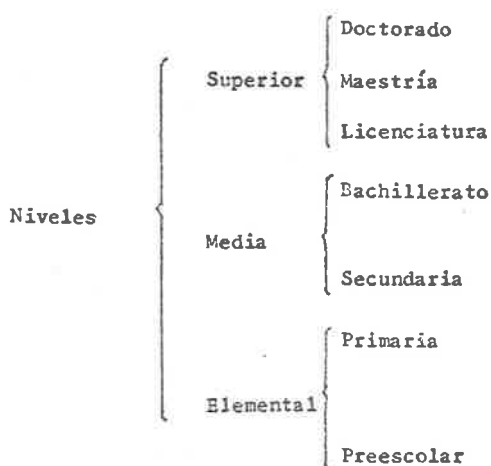 Doctorado
Superior
Maestría
Licenciatura
Niveles
Bachillerato
Media
Secundaria
Primaria
Elemental
Preescolar